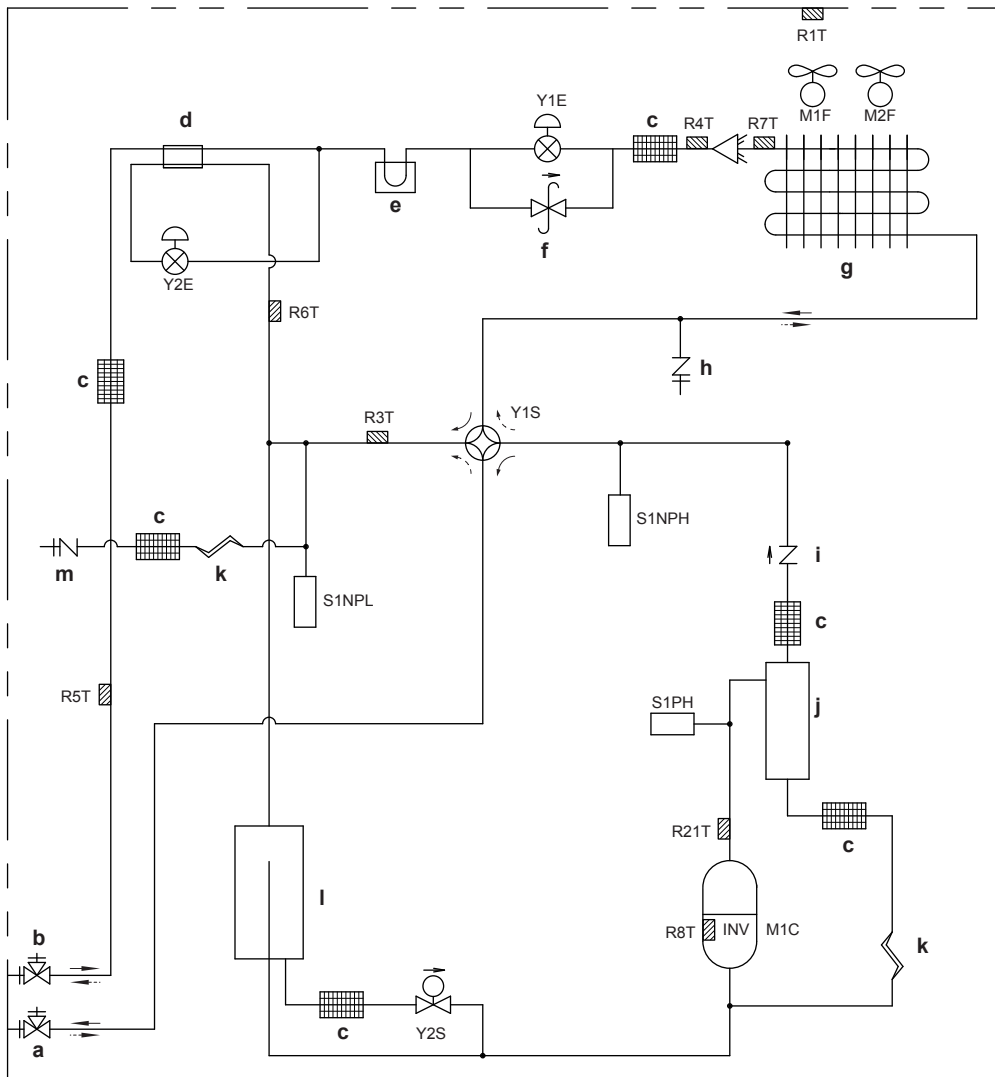 R1T
M1F
M2F
Y1E
c
R4T
R7T
d
e
f
g
Y2E
R6T
c
h
R3T
Y1S
S1NPH
c
m
k
S1NPL
i
c
R5T
S1PH
j
R21T
c
l
R8T
INV
M1C
k
b
c
Y2S
a